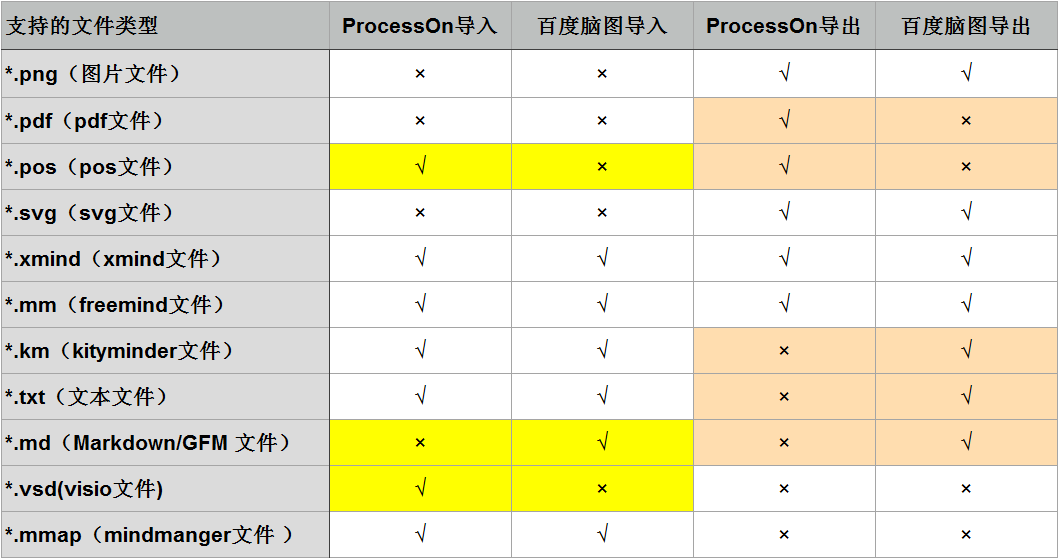 支持的文件类型 ProcessOn导入 百度脑图导入 ProcessOn导出 百度脑图导出
*.png（图片文件） × × √ √
*.pdf（pdf文件） × × √ ×
*.pos（pos文件） √ × √ ×
*.svg（svg文件） × × √ √
*.xmind（xmind文件） √ √ √ √
*.mm（freemind文件） √ √ √ √
*.km（kityminder文件） √ √ × √
*.txt（文本文件） √ √ × √
*.md（Markdown/GFM 文件） × √ × √
*.vsd(visio文件) √ × × ×
*.mmap（mindmanger文件 ） √ √ × ×